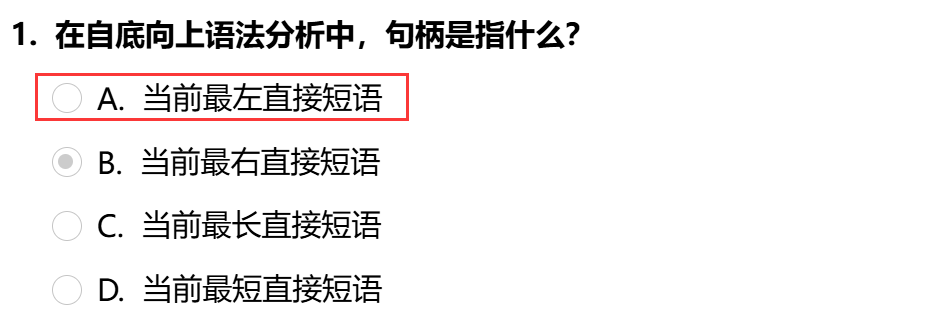 1. 在自底向上语法分析中，句柄是指什么？
A. 当前最左直接短语
B. 当前最右直接短语
C. 当前最长直接短语
D. 当前最短直接短语